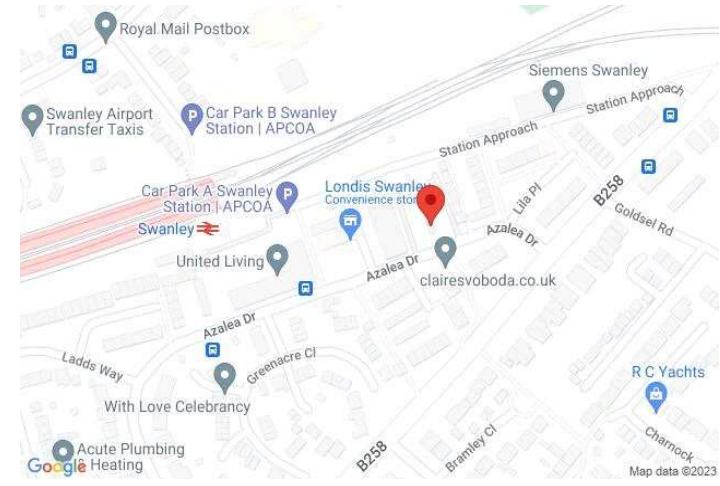 Royal Mail Postbox
Siemens Swanley
Swanley Airport
Transfer Taxis
P
Car Park B Swanley
Station | APCOA
Station Approach
Station Approach
Car Park A Swanley
Station | APCOA
P
Londis Swanley
Convenience store
Lila Pl
B258
Goldsel Rd
Swanley
Azalea Dr
United Living
Azalea Dr
clairesvoboda.co.uk
Azalea Dr
Ladds Way
Greenacre Cl
R C Yachts
With Love Celebrancy
B258
Bramley Cl
Charnock
Acute Plumbing
& Heating
Google
Map data ©2023